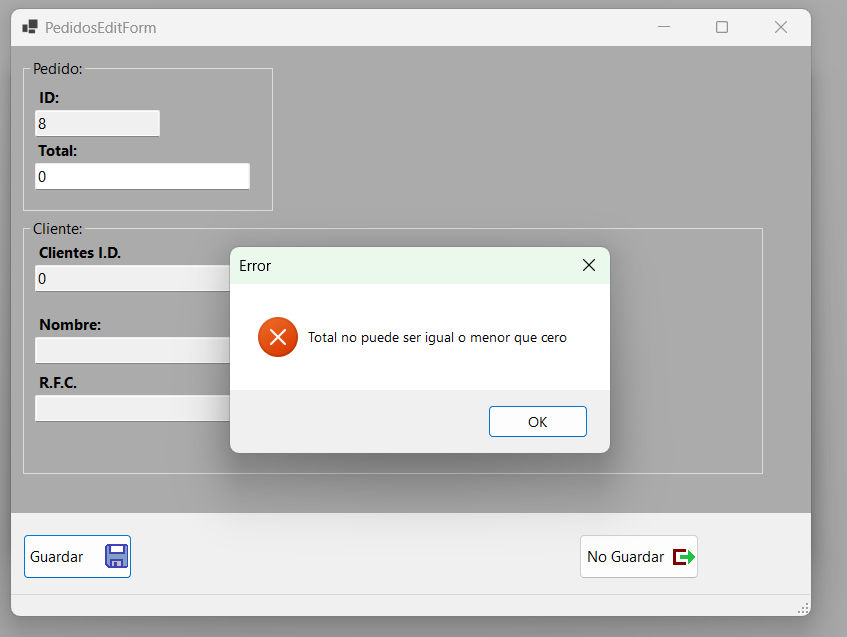 PedidosEditForm
Pedido:
ID:
8
Total:
0
Cliente:
Clientes I.D.
0
Nombre:
R.F.C.
Error
Total no puede ser igual o menor que cero
OK
Guardar
No Guardar